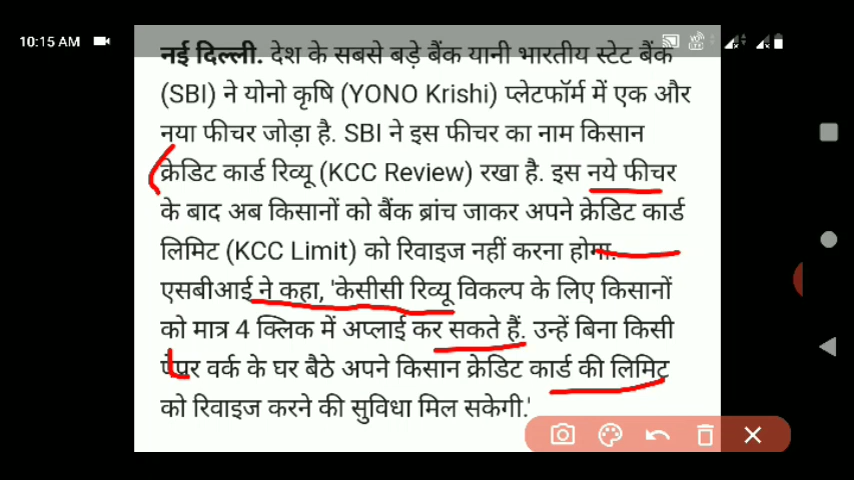 10:15 AM
नई दिल्ली. देश के सबसे बड़े बैंक यानी भारतीय स्टेट बैंक
(SBI) ने योनो कृषि (YONO Krishi) प्लेटफॉर्म में एक और
नया फीचर जोड़ा है. SBI ने इस फीचर का नाम किसान
क्रेडिट कार्ड रिव्यू (KCC Review) रखा है. इस नये फीचर
के बाद अब किसानों को बैंक ब्रांच जाकर अपने क्रेडिट कार्ड
लिमिट (KCC Limit) को रिवाइज नहीं करना होगा.
एसबीआई ने कहा, 'केसीसी रिव्यू विकल्प के लिए किसानों
को मात्र 4 क्लिक में अप्लाई कर सकते हैं. उन्हें बिना किसी
पेपर वर्क के घर बैठे अपने किसान क्रेडिट कार्ड की लिमिट
को रिवाइज करने की सुविधा मिल सकेगी.'